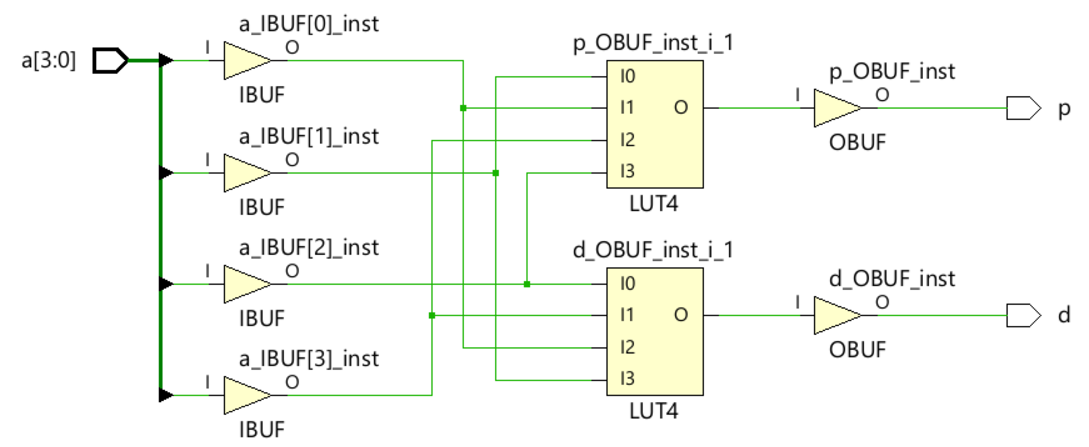 a[3:0]
a_IBUF[0]_inst
I
O
IBUF
a_IBUF[1]_inst
I
O
IBUF
a_IBUF[2]_inst
I
O
IBUF
a_IBUF[3]_inst
I
O
IBUF
p_OBUF_inst_i_1
I0
I1
I2
I3
O
LUT4
d_OBUF_inst_i_1
I0
I1
I2
I3
O
LUT4
p_OBUF_inst
I
O
OBUF
p
d_OBUF_inst
I
O
OBUF
d